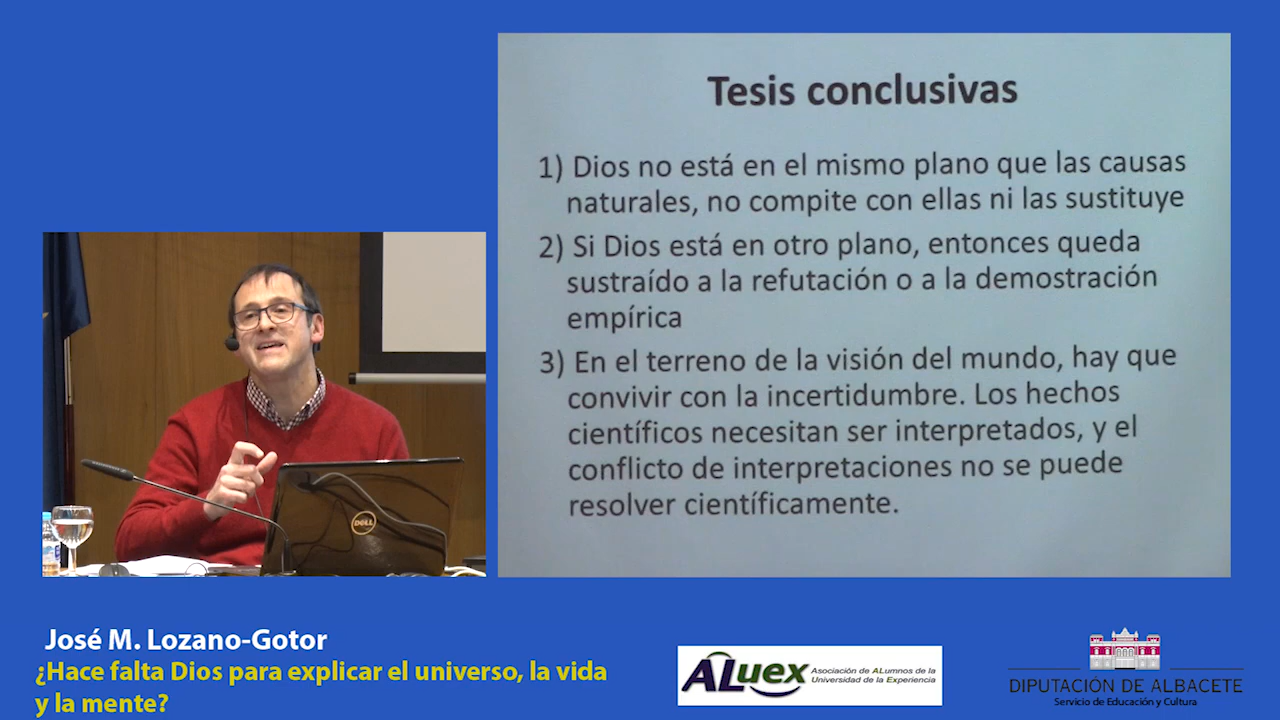 Tesis conclusivas
1) Dios no está en el mismo plano que las causas
naturales, no compite con ellas ni las sustituye
2) Si Dios está en otro plano, entonces queda
sustraído a la refutación o a la demostración
empírica
3) En el terreno de la visión del mundo, hay que
convivir con la incertidumbre. Los hechos
científicos necesitan ser interpretados, y el
conflicto de interpretaciones no se puede
resolver científicamente.
DELL
José M. Lozano-Gotor
¿Hace falta Dios para explicar el universo, la vida
y la mente?
ALuex
Asociación de ALumnos de la
Universidad de la Experiencia
DIPUTACIÓN DE ALBACETE
Servicio de Educación y Cultura